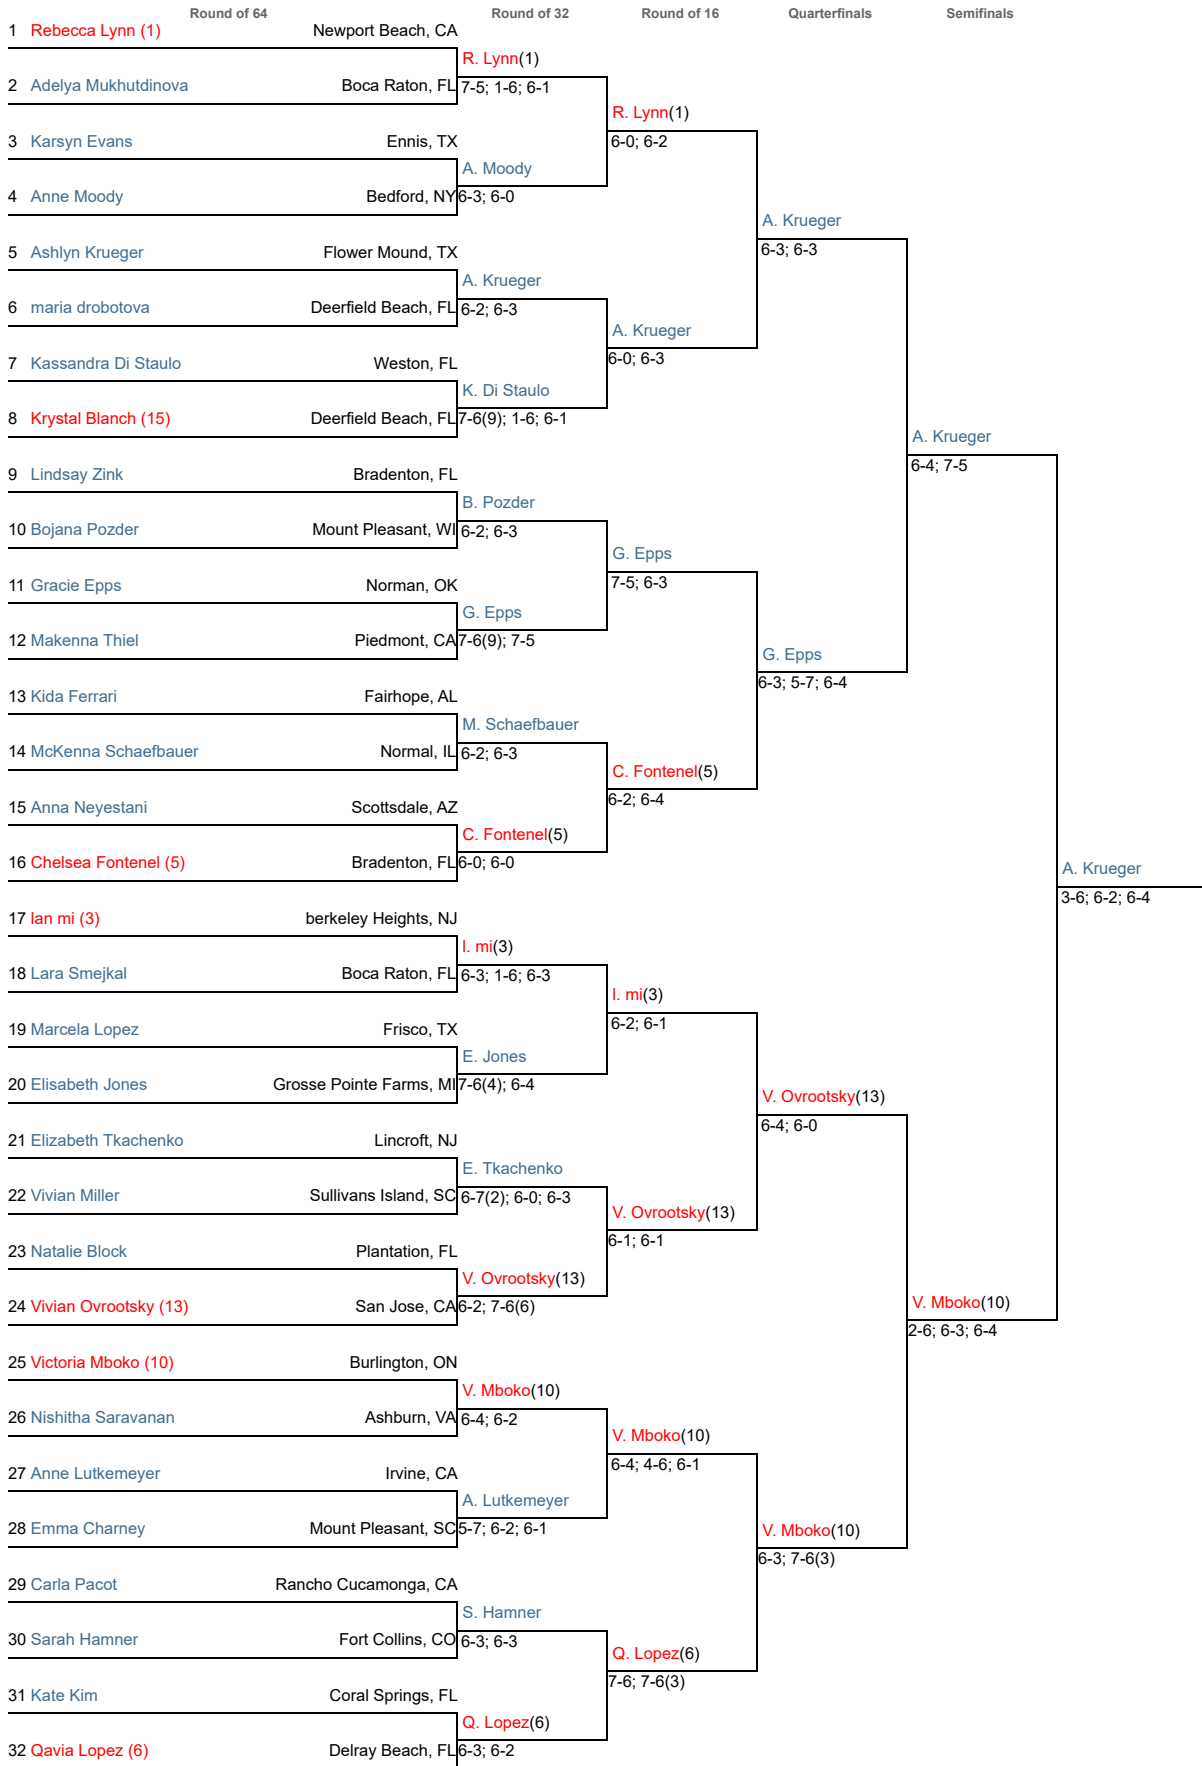 Round of 64 Round of 32 Round of 16 Quarterfinals Semifinals
1 Rebecca Lynn (1) Newport Beach, CA
R. Lynn(1)
2 Adelya Mukhutdinova Boca Raton, FL 7-5; 1-6; 6-1
R. Lynn(1)
3 Karsyn Evans Ennis, TX 6-0; 6-2
A. Moody
4 Anne Moody Bedford, NY 6-3; 6-0
A. Krueger
5 Ashlyn Krueger Flower Mound, TX 6-3; 6-3
A. Krueger
6 maria drobotova Deerfield Beach, FL 6-2; 6-3
A. Krueger
7 Kassandra Di Staulo Weston, FL 6-0; 6-3
K. Di Staulo
8 Krystal Blanch (15) Deerfield Beach, FL 7-6(9); 1-6; 6-1
A. Krueger
9 Lindsay Zink Bradenton, FL 6-4; 7-5
B. Pozder
10 Bojana Pozder Mount Pleasant, WI 6-2; 6-3
G. Epps
11 Gracie Epps Norman, OK 7-5; 6-3
G. Epps
12 Makenna Thiel Piedmont, CA 7-6(9); 7-5
G. Epps
13 Kida Ferrari Fairhope, AL 6-3; 5-7; 6-4
M. Schaefbauer
14 McKenna Schaefbauer Normal, IL 6-2; 6-3
C. Fontenel(5)
15 Anna Neyestani Scottsdale, AZ 6-2; 6-4
C. Fontenel(5)
16 Chelsea Fontenel (5) Bradenton, FL 6-0; 6-0
A. Krueger
3-6; 6-2; 6-4
17 lan mi (3) berkeley Heights, NJ
l. mi(3)
18 Lara Smejkal Boca Raton, FL 6-3; 1-6; 6-3
l. mi(3)
19 Marcela Lopez Frisco, TX 6-2; 6-1
E. Jones
20 Elisabeth Jones Grosse Pointe Farms, MI 7-6(4); 6-4
V. Ovrootsky(13)
21 Elizabeth Tkachenko Lincroft, NJ 6-4; 6-0
E. Tkachenko
22 Vivian Miller Sullivans Island, SC 6-7(2); 6-0; 6-3
V. Ovrootsky(13)
23 Natalie Block Plantation, FL 6-1; 6-1
V. Ovrootsky(13)
24 Vivian Ovrootsky (13) San Jose, CA 6-2; 7-6(6)
V. Mboko(10)
2-6; 6-3; 6-4
25 Victoria Mboko (10) Burlington, ON
V. Mboko(10)
26 Nishitha Saravanan Ashburn, VA 6-4; 6-2
V. Mboko(10)
27 Anne Lutkemeyer Irvine, CA 6-4; 4-6; 6-1
A. Lutkemeyer
28 Emma Charney Mount Pleasant, SC 5-7; 6-2; 6-1
V. Mboko(10)
6-3; 7-6(3)
29 Carla Pacot Rancho Cucamonga, CA
S. Hamner
30 Sarah Hamner Fort Collins, CO 6-3; 6-3
Q. Lopez(6)
7-6; 7-6(3)
31 Kate Kim Coral Springs, FL
Q. Lopez(6)
32 Qavia Lopez (6) Delray Beach, FL 6-3; 6-2